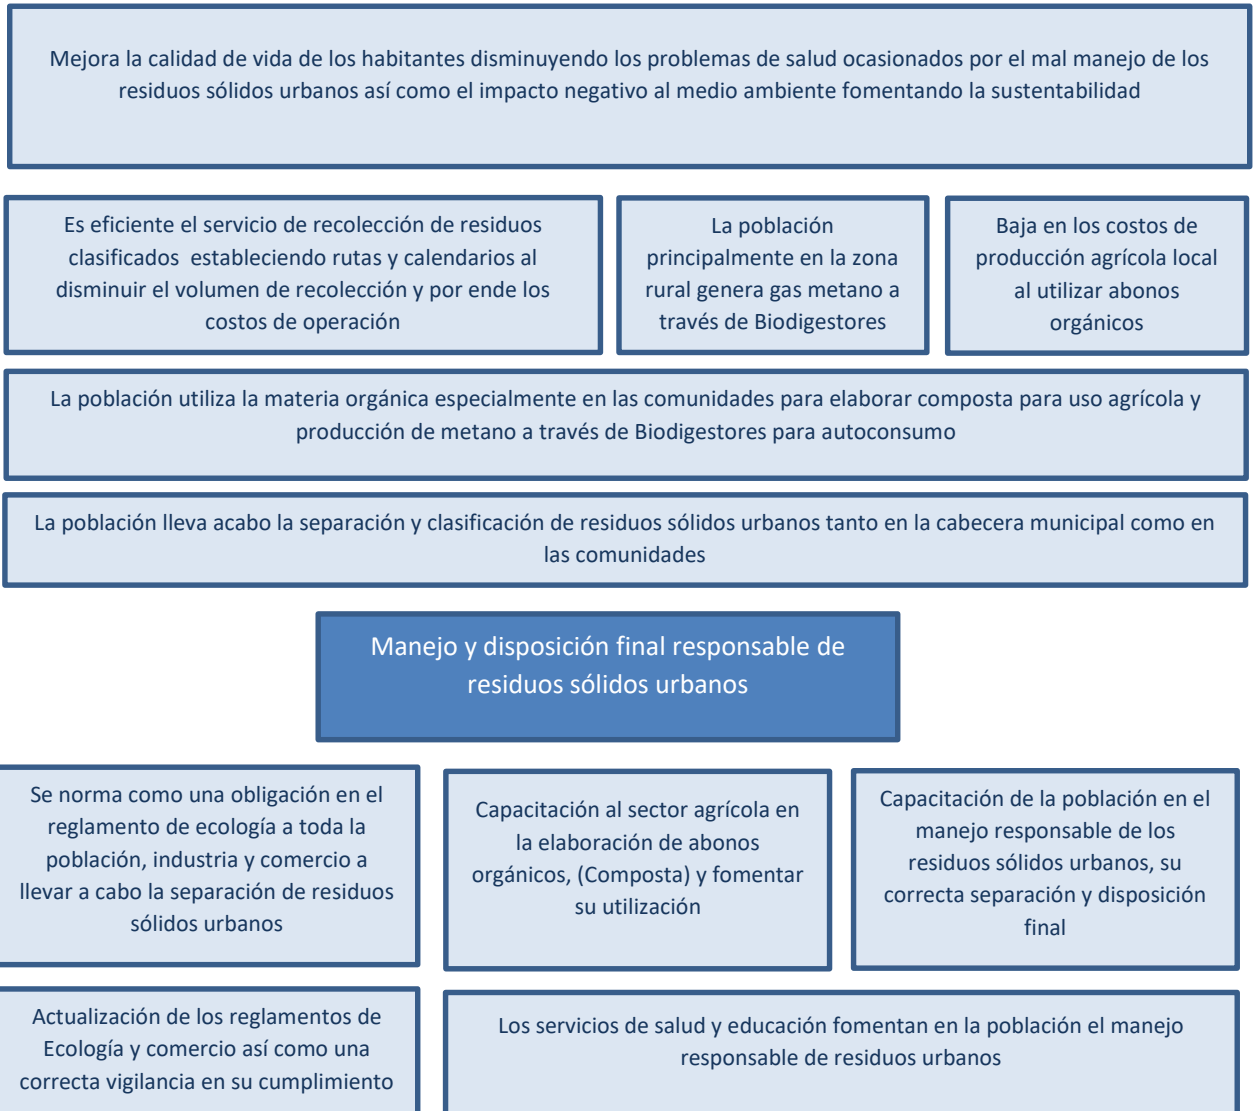 Mejora la calidad de vida de los habitantes disminuyendo los problemas de salud ocasionados por el mal manejo de los
residuos sólidos urbanos así como el impacto negativo al medio ambiente fomentando la sustentabilidad
Es eficiente el servicio de recolección de residuos
clasificados estableciendo rutas y calendarios al
disminuir el volumen de recolección y por ende los
costos de operación
La población
principalmente en la zona
rural genera gas metano a
través de Biodigestores
Baja en los costos de
producción agrícola local
al utilizar abonos
orgánicos
La población utiliza la materia orgánica especialmente en las comunidades para elaborar composta para uso agrícola y
producción de metano a través de Biodigestores para autoconsumo
La población lleva acabo la separación y clasificación de residuos sólidos urbanos tanto en la cabecera municipal como en
las comunidades
Manejo y disposición final responsable de
residuos sólidos urbanos
Se norma como una obligación en el
reglamento de ecología a toda la
población, industria y comercio a
llevar a cabo la separación de residuos
sólidos urbanos
Capacitación al sector agrícola en
la elaboración de abonos
orgánicos, (Composta) y fomentar
su utilización
Capacitación de la población en el
manejo responsable de los
residuos sólidos urbanos, su
correcta separación y disposición
final
Actualización de los reglamentos de
Ecología y comercio así como una
correcta vigilancia en su cumplimiento
Los servicios de salud y educación fomentan en la población el manejo
responsable de residuos urbanos